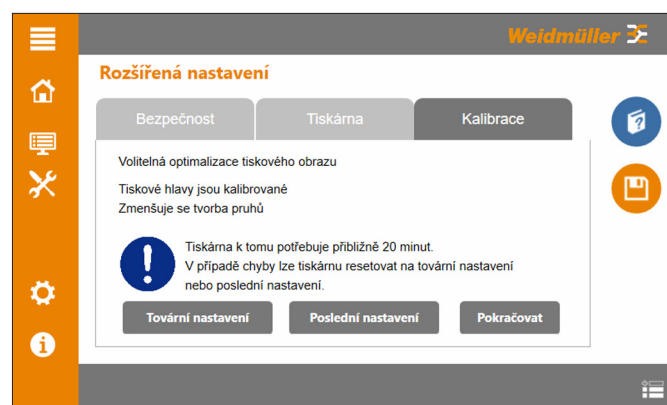 Weidmüller
Rozšířená nastavení
Bezpečnost
Tiskárna
Kalibrace
Volitelná optimalizace tiskového obrazu
Tiskové hlavy jsou kalibrované
Zmenšuje se tvorba pruhů
Tiskárna k tomu potřebuje přibližně 20 minut.
V případě chyby lze tiskárnu resetovat na tovární nastavení
nebo poslední nastavení.
Tovární nastavení
Poslední nastavení
Pokračovat